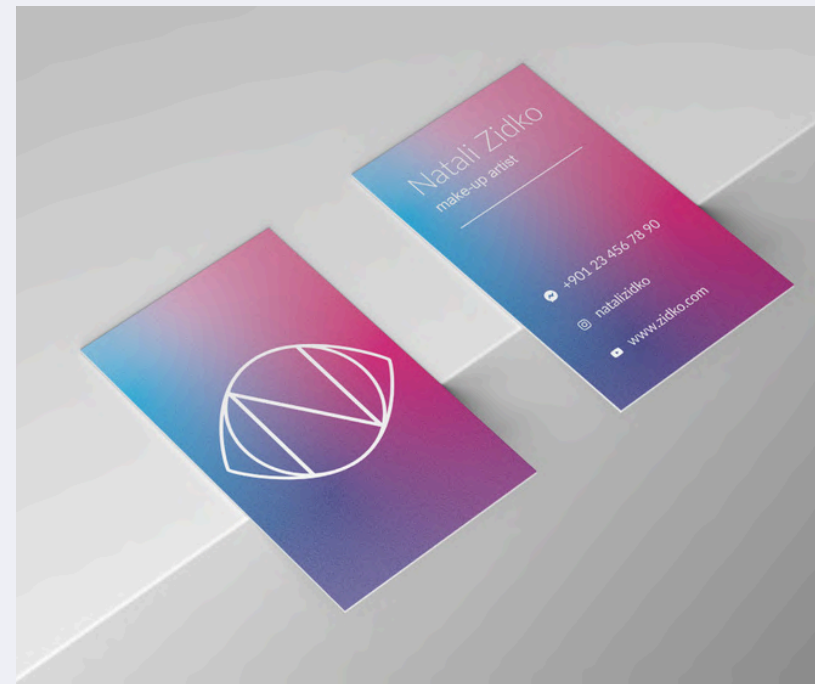 Natali Zidko
make-up artist
+901 23 456 78 90
natalizidko
www.zidko.com